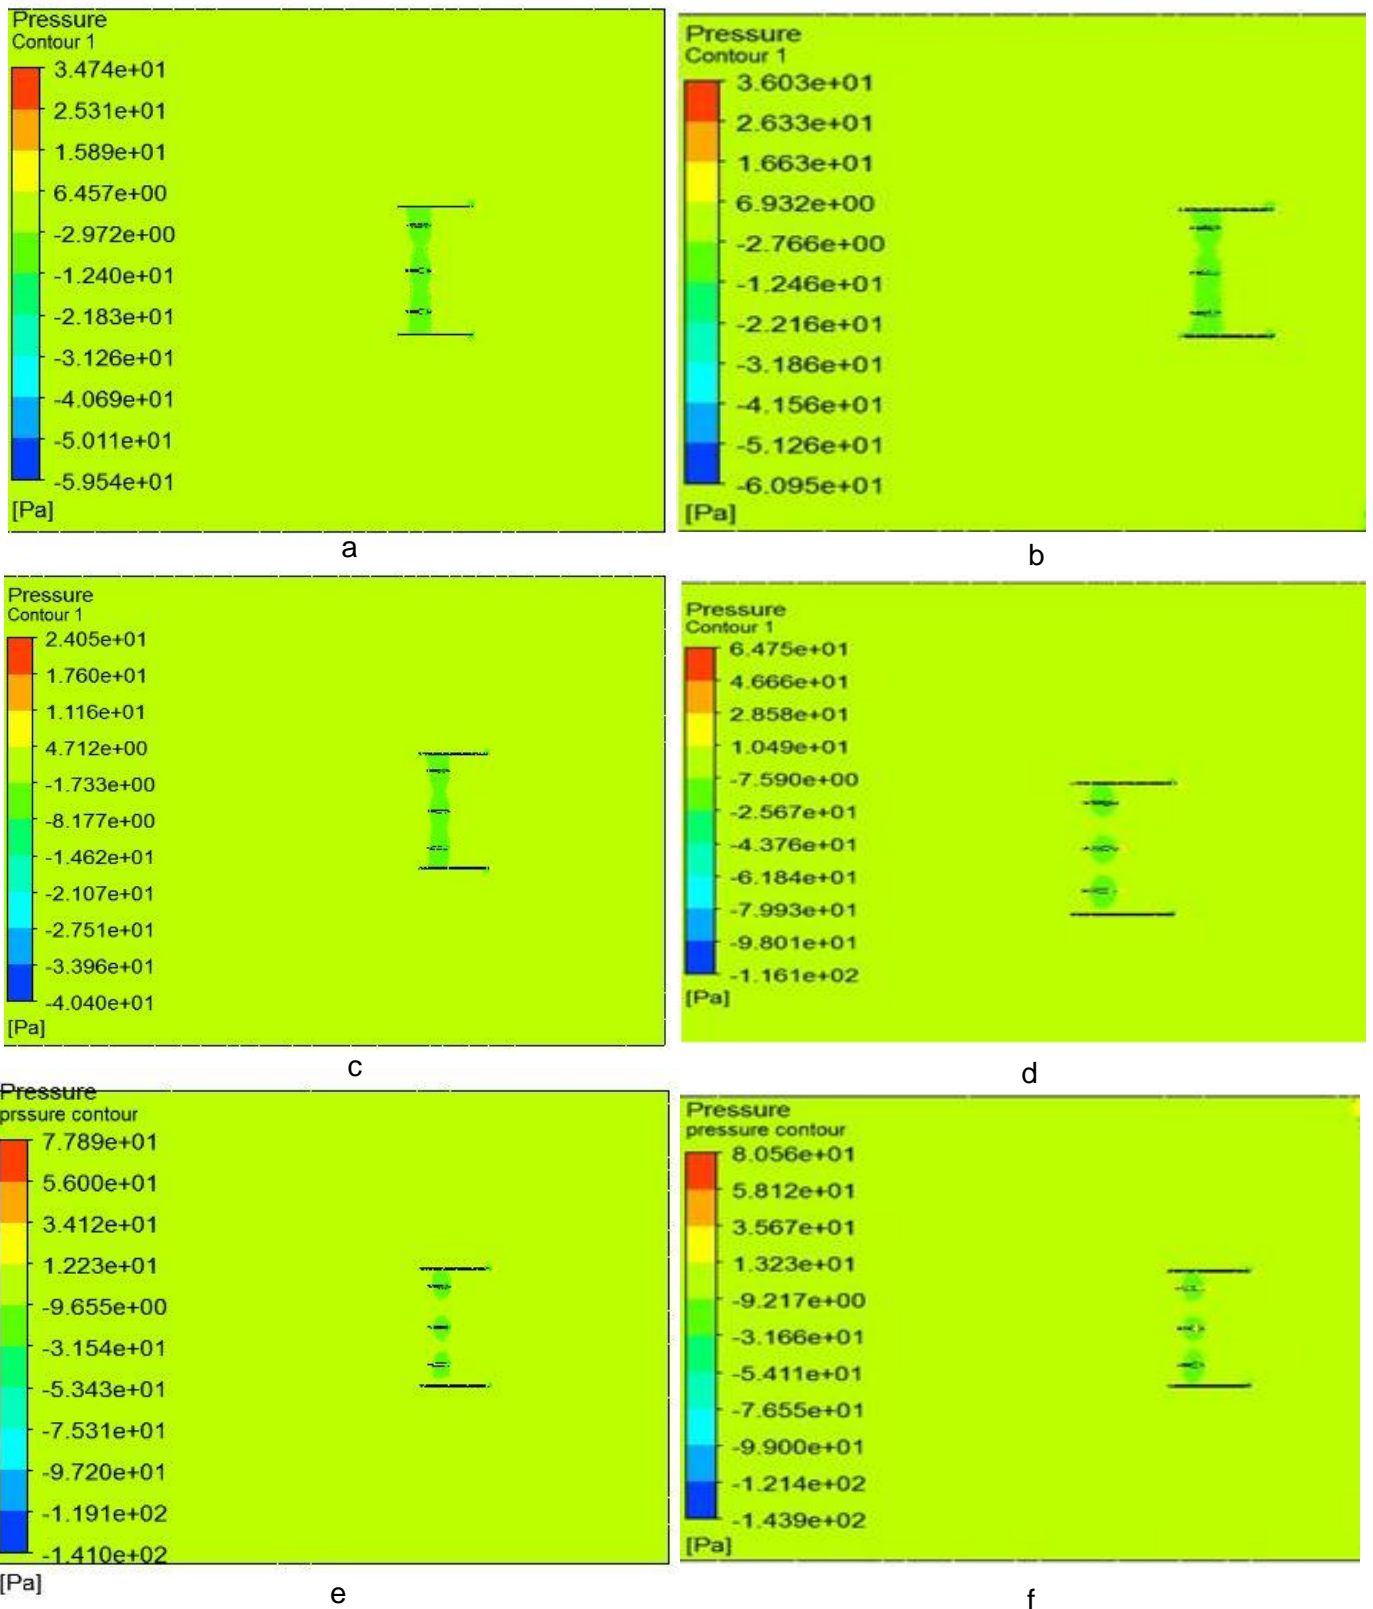 Pressure
Contour 1
3.474e+01
2.531e+01
1.589e+01
6.457e+00
-2.972e+00
-1.240e+01
-2.183e+01
-3.126e+01
-4.069e+01
-5.011e+01
-5.954e+01
[Pa]
a
Pressure
Contour 1
3.603e+01
2.633e+01
1.663e+01
6.932e+00
-2.766e+00
-1.246e+01
-2.216e+01
-3.186e+01
-4.156e+01
-5.126e+01
-6.095e+01
[Pa]
b
Pressure
Contour 1
2.405e+01
1.760e+01
1.116e+01
4.712e+00
-1.733e+00
-8.177e+00
-1.462e+01
-2.107e+01
-2.751e+01
-3.396e+01
-4.040e+01
[Pa]
c
Pressure
Contour 1
6.475e+01
4.666e+01
2.858e+01
1.049e+01
-7.590e+00
-2.567e+01
-4.376e+01
-6.184e+01
-7.993e+01
-9.801e+01
-1.161e+02
[Pa]
d
Pressure
prssure contour
7.789e+01
5.600e+01
3.412e+01
1.223e+01
-9.655e+00
-3.154e+01
-5.343e+01
-7.531e+01
-9.720e+01
-1.191e+02
-1.410e+02
[Pa]
e
Pressure
pressure contour
8.056e+01
5.812e+01
3.567e+01
1.323e+01
-9.217e+00
-3.166e+01
-5.411e+01
-7.655e+01
-9.900e+01
-1.214e+02
-1.439e+02
[Pa]
f